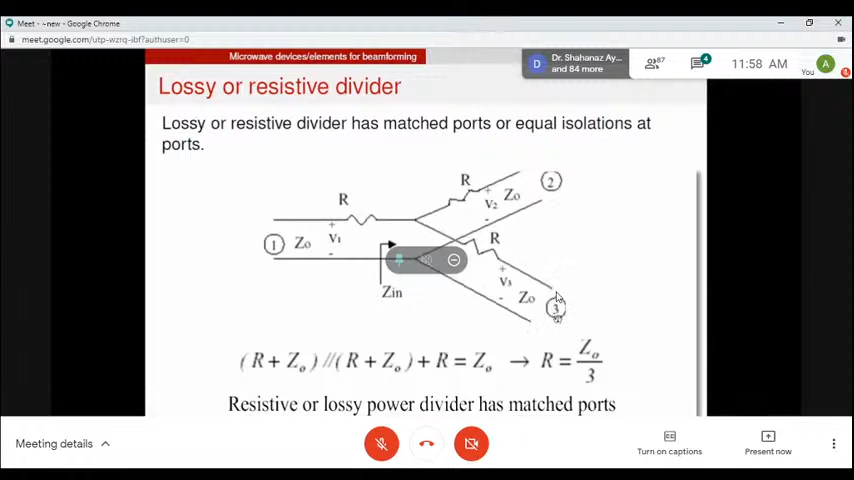 Meet - ~new - Google Chrome
meet.google.com/utp-wzrq-ibf?authuser=0
Microwave devices/elements for beamforming
D
Dr. Shahanaz Ay...
and 84 more
87
4
11:58 AM
You
A
Lossy or resistive divider
Lossy or resistive divider has matched ports or equal isolations at
ports.
R
R
+
V2
-
Zo
2
1
Zo
+
V1
-
R
+
V3
-
Zo
3
Zin
(R + Zo) // (R + Zo) + R = Zo → R = Zo/3
Resistive or lossy power divider has matched ports
Meeting details
Turn on captions
Present now